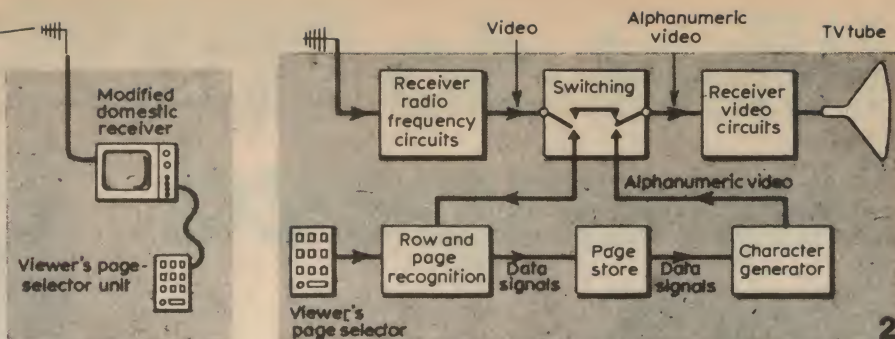 Modified
domestic
receiver
Viewer's page-
selector unit
Video
Alphanumeric
video
TV tube
Receiver
radio
frequency
circuits
Switching
Receiver
video
circuits
Alphanumeric video
Row and
page
recognition
Data
signals
Page
store
Data
signals
Character
generator
Viewer's
page selector
2